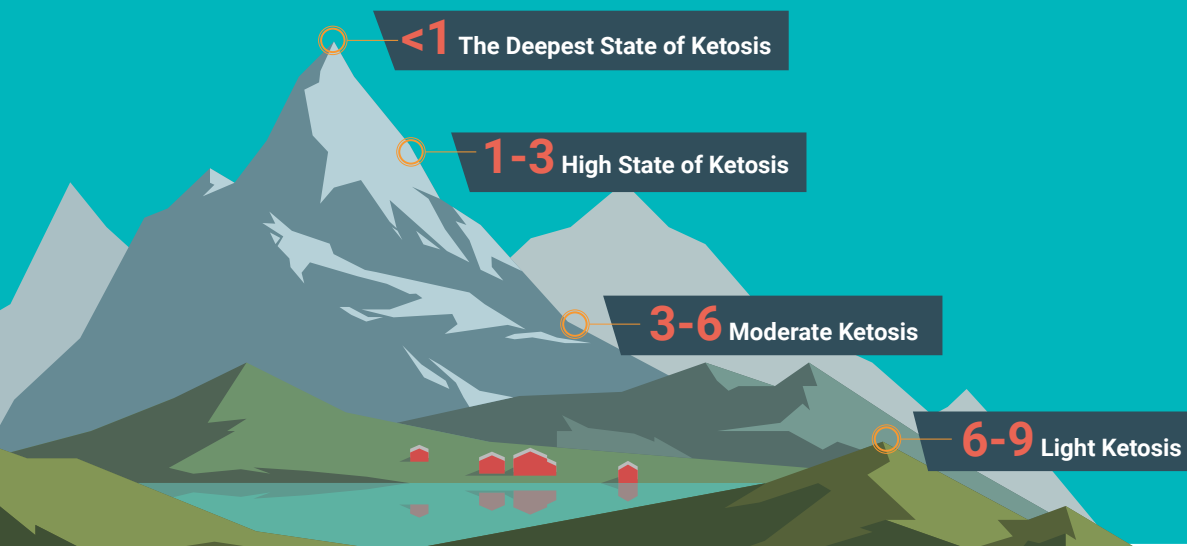 <1 The Deepest State of Ketosis
1-3 High State of Ketosis
3-6 Moderate Ketosis
6-9 Light Ketosis